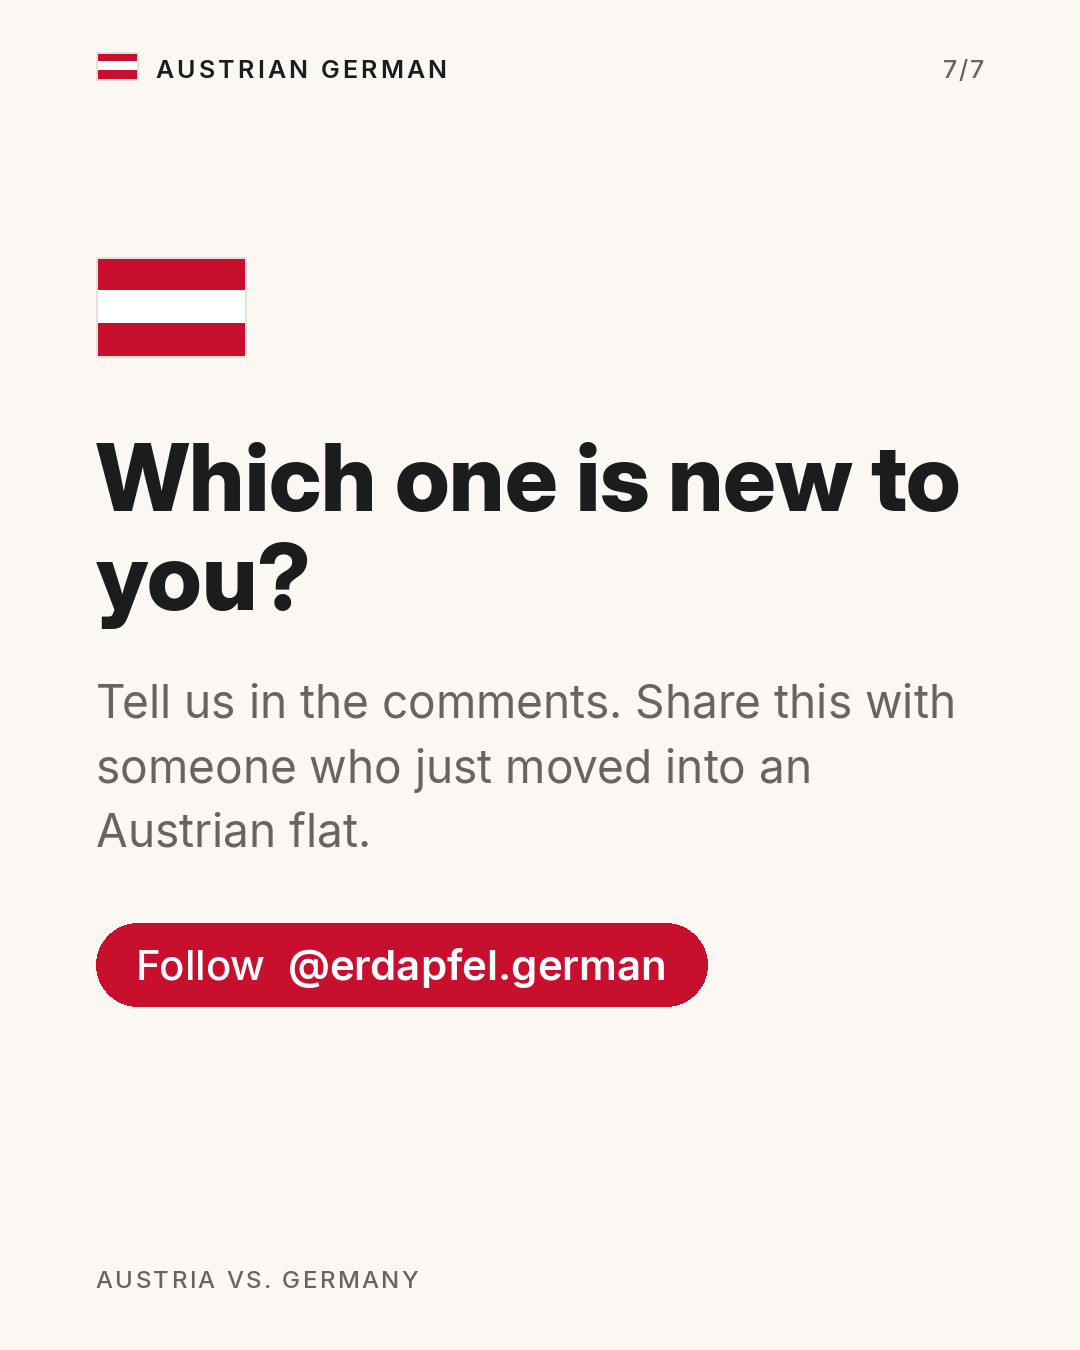 AUSTRIAN GERMAN
7/7
Which one is new to
you?
Tell us in the comments. Share this with
someone who just moved into an
Austrian flat.
Follow @erdapfel.german
AUSTRIA VS. GERMANY